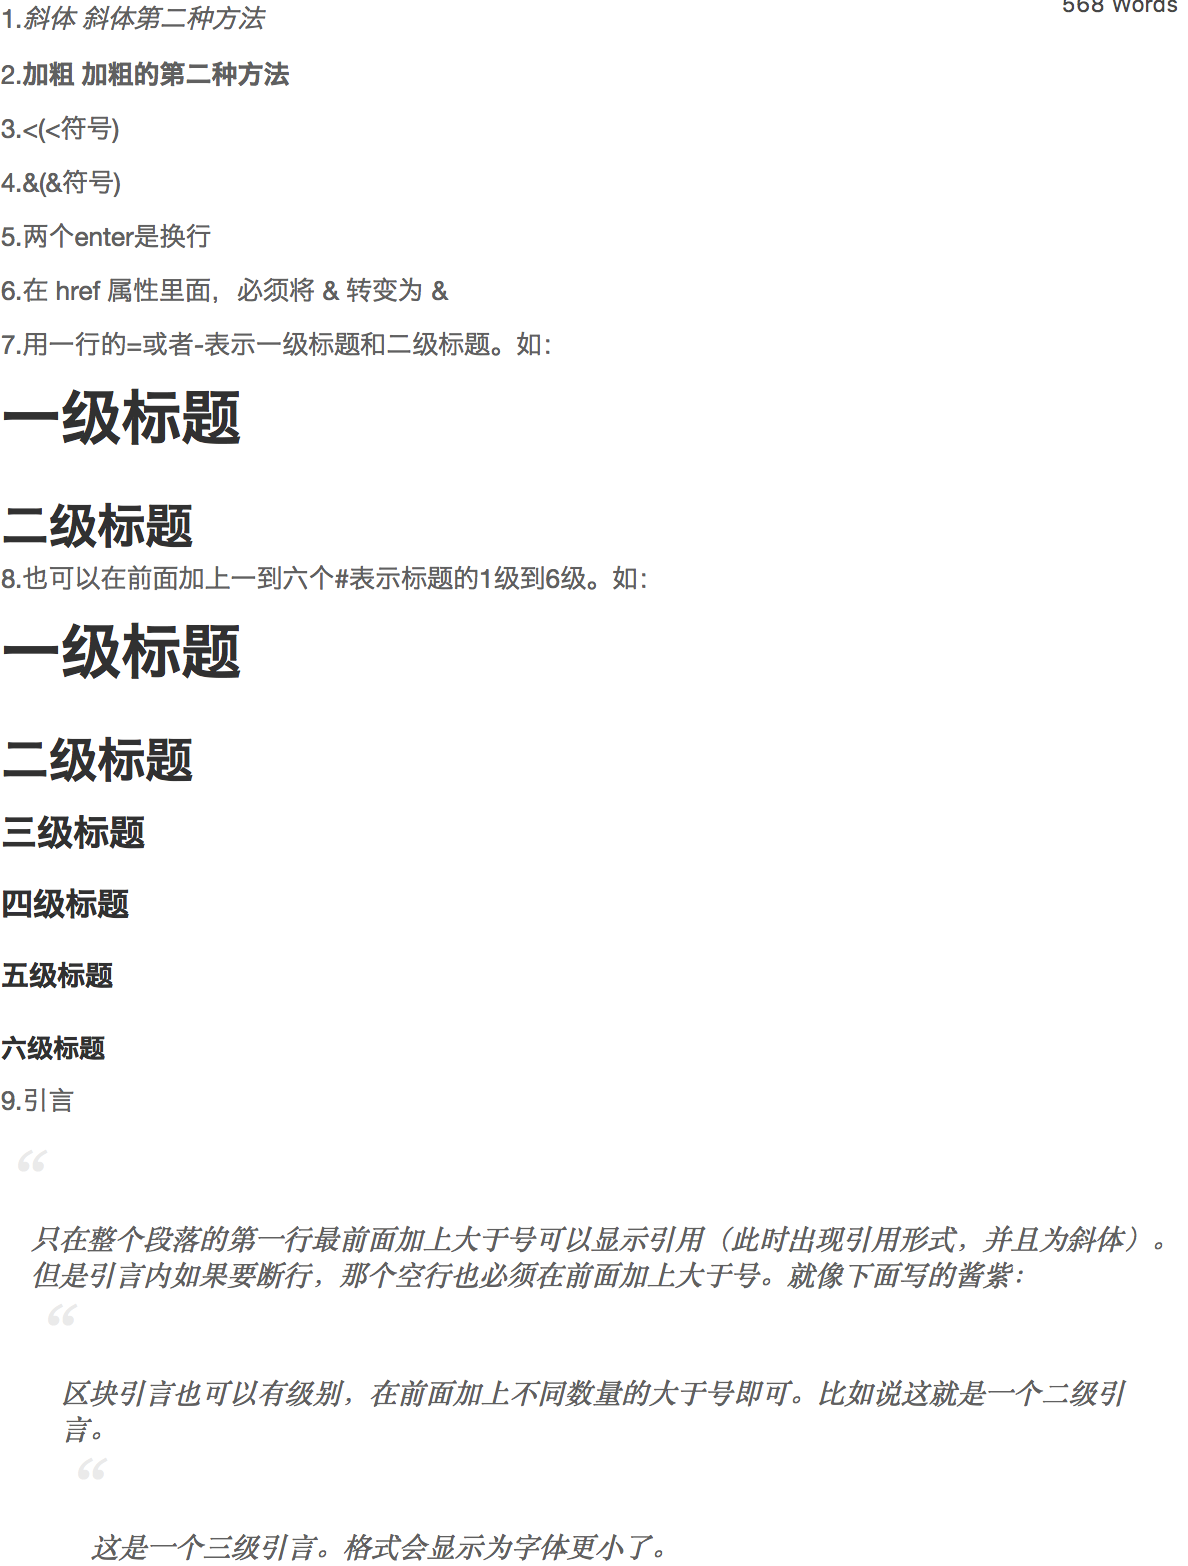 568 Words
1.斜体 斜体第二种方法
2.加粗 加粗的第二种方法
3.<(<符号)
4.&(&符号)
5.两个enter是换行
6.在 href 属性里面，必须将 & 转变为 &
7.用一行的=或者-表示一级标题和二级标题。如：
一级标题
二级标题
8.也可以在前面加上一到六个#表示标题的1级到6级。如：
一级标题
二级标题
三级标题
四级标题
五级标题
六级标题
9.引言
“
只在整个段落的第一行最前面加上大于号可以显示引用（此时出现引用形式，并且为斜体）。
但是引言内如果要断行，那个空行也必须在前面加上大于号。就像下面写的酱紫：
“
区块引言也可以有级别，在前面加上不同数量的大于号即可。比如说这就是一个二级引
言。
“
这是一个三级引言。格式会显示为字体更小了。